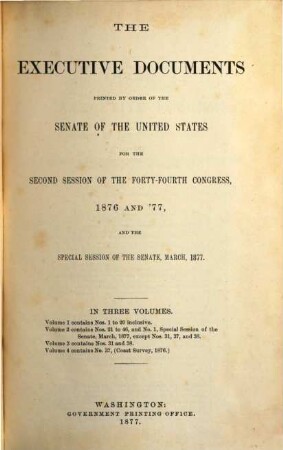 THE
EXECUTIVE DOCUMENTS
PRINTED BY ORDER OF THE
SENATE OF THE UNITED STATES
FOR THE
SECOND SESSION OF THE FORTY-FOURTH CONGRESS,
1876 AND '77,
AND THE
SPECIAL SESSION OF THE SENATE, MARCH, 1877.
IN THREE VOLUMES.
Volume 1 contains Nos. 1 to 20 inclusive.
Volume 2 contains Nos. 21 to 46, and No. 1, Special Session of the
Senate, March, 1877, except Nos. 31, 37, and 38.
Volume 3 contains Nos. 31 and 38.
Volume 4 contains No. 37, (Coast Survey, 1876.)
WASHINGTON:
GOVERNMENT PRINTING OFFICE.
1877.